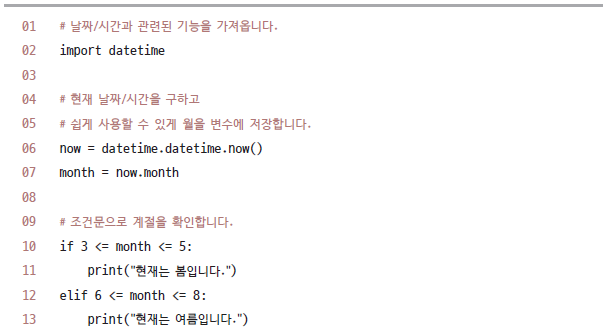 01 # 날짜/시간과 관련된 기능을 가져옵니다.
02 import datetime
03
04 # 현재 날짜/시간을 구하고
05 # 쉽게 사용할 수 있게 월을 변수에 저장합니다.
06 now = datetime.datetime.now()
07 month = now.month
08
09 # 조건문으로 계절을 확인합니다.
10 if 3 <= month <= 5:
11     print("현재는 봄입니다.")
12 elif 6 <= month <= 8:
13     print("현재는 여름입니다.")